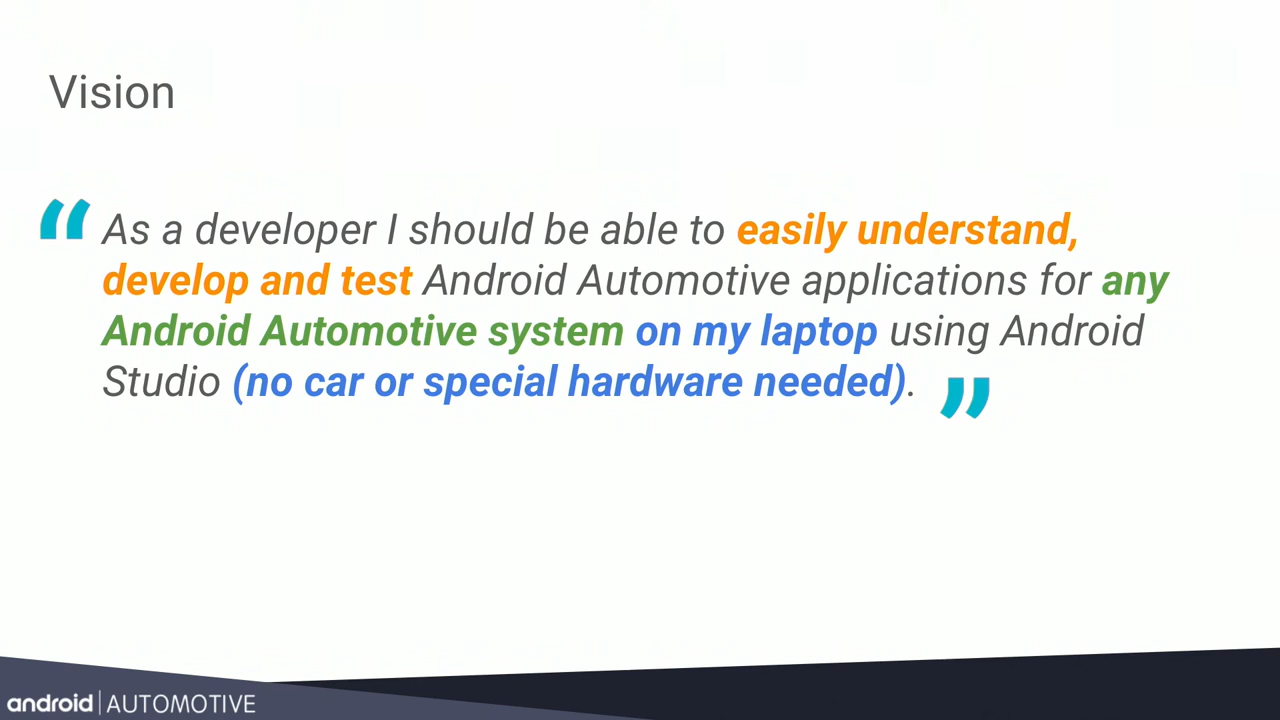 Vision
“ As a developer I should be able to easily understand,
develop and test Android Automotive applications for any
Android Automotive system on my laptop using Android
Studio (no car or special hardware needed). ”
android | AUTOMOTIVE